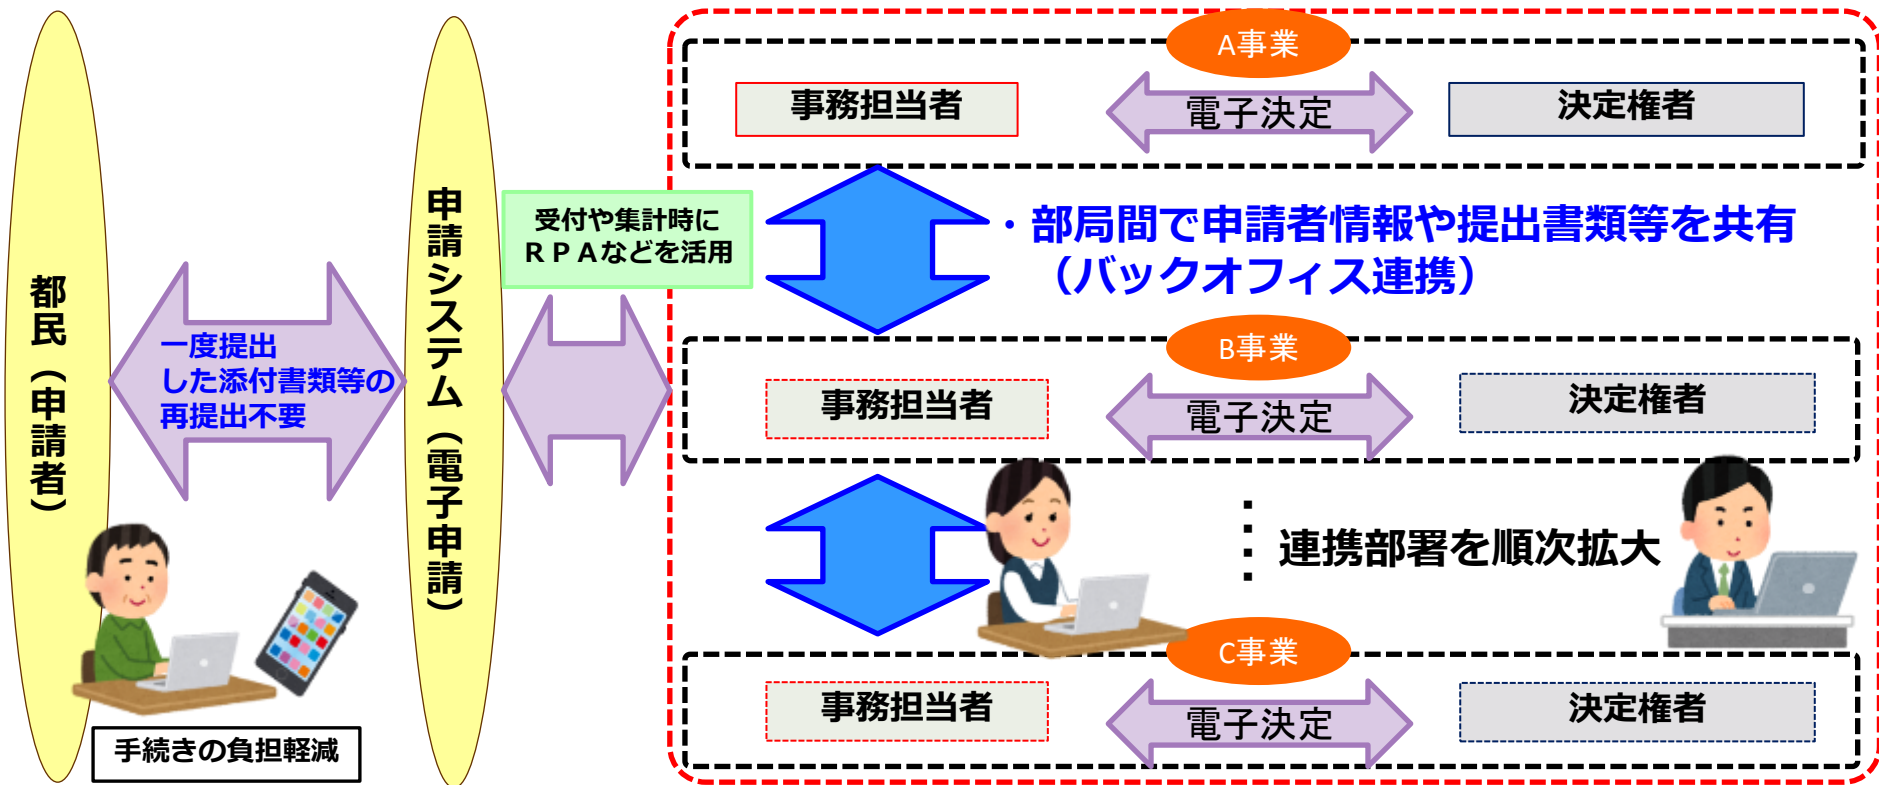 都民（申請者）
一度提出
した添付書類等の
再提出不要
手続きの負担軽減
申請システム（電子申請）
受付や集計時に
ＲＰＡなどを活用
A事業
事務担当者
電子決定
決定権者
・部局間で申請者情報や提出書類等を共有
（バックオフィス連携）
B事業
事務担当者
電子決定
決定権者
連携部署を順次拡大
C事業
事務担当者
電子決定
決定権者